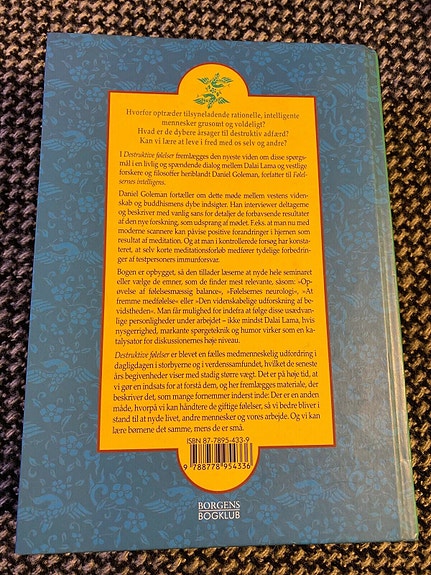 Hvorfor optræder tilsyneladende rationelle, intelligente
mennesker grusomt og voldeligt?
Hvad er de dybere årsager til destruktiv adfærd?
Kan vi lære at leve i fred med os selv og andre?
I Destruktive følelser fremlægges den nyeste viden om disse spørgs-
mål i en livlig og spændende dialog mellem Dalai Lama og vestlige
forskere og filosoffer heriblandt Daniel Goleman, forfatter til Følel-
sernes intelligens.
Daniel Goleman fortæller om dette møde mellem vestens viden-
skab og buddhismens dybe indsigter. Han interviewer deltagerne
og beskriver med vanlig sans for detaljer de forbavsende resultater
af den nye forskning, som udsprang af mødet. F.eks. at man nu med
moderne scannere kan påvise positive forandringer i hjernen som
resultat af meditation. Og at man i kontrollerede forsøg har konsta-
teret, at selv korte meditationsforløb medfører tydelige forbedrin-
ger af testpersoners immunforsvar.
Bogen er opbygget, så den tillader læserne at nyde hele seminaret
eller vælge de emner, som de finder mest relevante, såsom: »Op-
øvelse af følelsesmæssig balance«, »Følelsernes neurologi«, »At
fremme medfølelse« eller »Den videnskabelige udforskning af be-
vidstheden«. Man får mulighed for indefra at følge disse usædvan-
lige personligheder under arbejdet – ikke mindst Dalai Lama, hvis
nysgerrighed, markante spørgeteknik og humor virker som en ka-
talysator for diskussionernes høje niveau.
Destruktive følelser er blevet en fælles medmenneskelig udfordring i
dagligdagen i storbyerne og i verdenssamfundet, hvilket de seneste
års begivenheder viser med stadig større vægt. Det er på høje tid, at
vi gør en indsats for at forstå dem, og her fremlægges materiale, der
beskriver det, som mange fornemmer inderst inde: Der er en anden
måde, hvorpå vi kan håndtere de giftige følelser, så vi bedre bliver i
stand til at nyde livet, andre mennesker og vores arbejde. Og vi kan
lære børnene det samme, mens de er små.
ISBN 87-7895-433-9
9 788778 954336
BORGENS
BOGKLUB